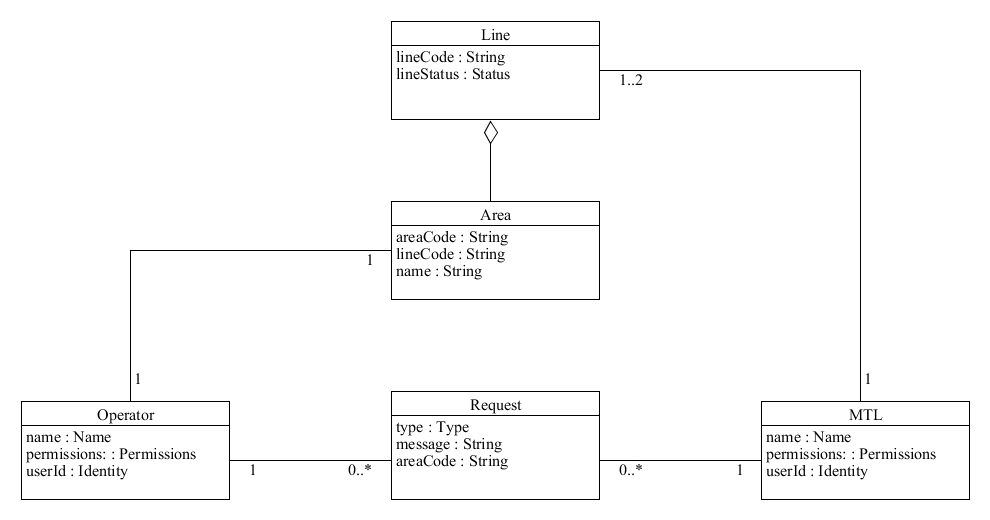 Line
lineCode : String
lineStatus : Status
1..2
Area
areaCode : String
lineCode : String
name : String
1
1
1
Operator
name : Name
permissions: : Permissions
userId : Identity
1
0..*
Request
type : Type
message : String
areaCode : String
0..*
1
MTL
name : Name
permissions: : Permissions
userId : Identity